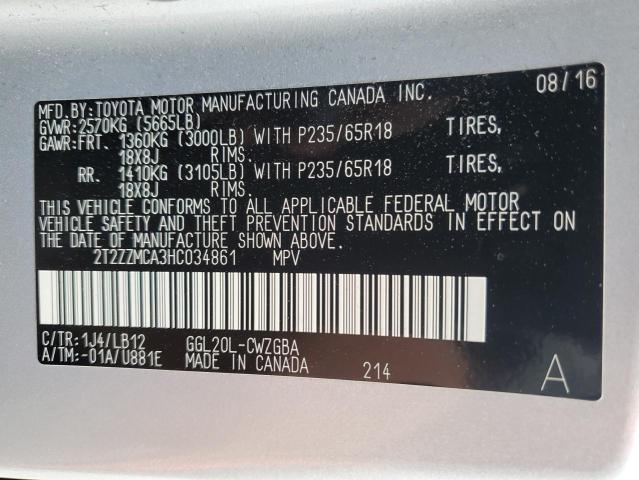 MFD.BY:TOYOTA MOTOR MANUFACTURING CANADA INC. 08/16
GVWR:2570KG (5665LB)
GAWR:FRT. 1360KG (3000LB) WITH P235/65R18 TIRES,
18X8J RIMS.
RR. 1410KG (3105LB) WITH P235/65R18 TIRES,
18X8J RIMS.
THIS VEHICLE CONFORMS TO ALL APPLICABLE FEDERAL MOTOR
VEHICLE SAFETY AND THEFT PREVENTION STANDARDS IN EFFECT ON
THE DATE OF MANUFACTURE SHOWN ABOVE.
2T2ZZMCA3HC034861 MPV
C/TR:1J4/LB12 GGL20L-CWZGBA
A/TM:-01A/U881E MADE IN CANADA 214 A